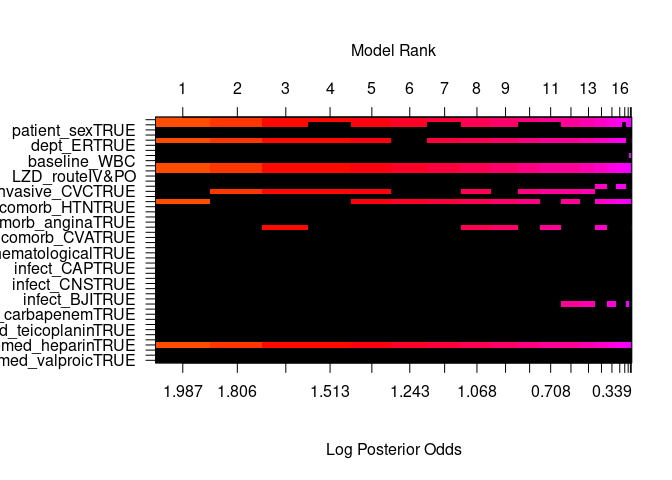 Model Rank
1 2 3 4 5 6 7 8 9 11 13 16
patient_sexTRUE
dept_ERTRUE
baseline_WBC
LZD_routeIV&PO
nvasive_CVCTRUE
comorb_HTNTRUE
morb_anginaTRUE
comorb_CVATRUE
nematologicalTRUE
infect_CAPTRUE
infect_CNSTRUE
infect_BJITRUE
_carbapenemTRUE
d_teicoplaninTRUE
med_heparinTRUE
med_valproicTRUE
1.987 1.806 1.513 1.243 1.068 0.708 0.339
Log Posterior Odds